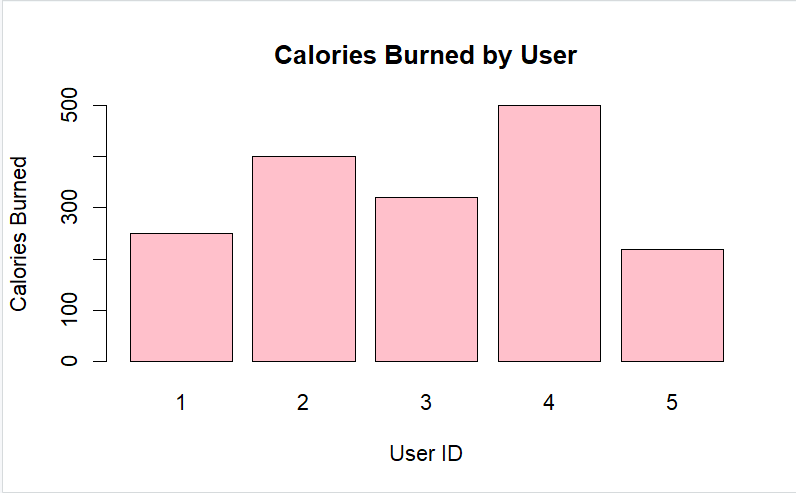 Calories Burned by User
Calories Burned
500
300
100
0
1 2 3 4 5
User ID